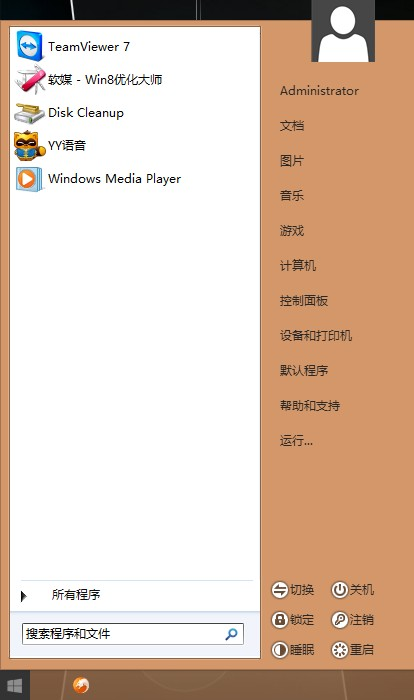 TeamViewer 7
软媒 - Win8优化大师
Disk Cleanup
YY语音
Windows Media Player
所有程序
搜索程序和文件
Administrator
文档
图片
音乐
游戏
计算机
控制面板
设备和打印机
默认程序
帮助和支持
运行...
切换 关机
锁定 注销
睡眠 重启